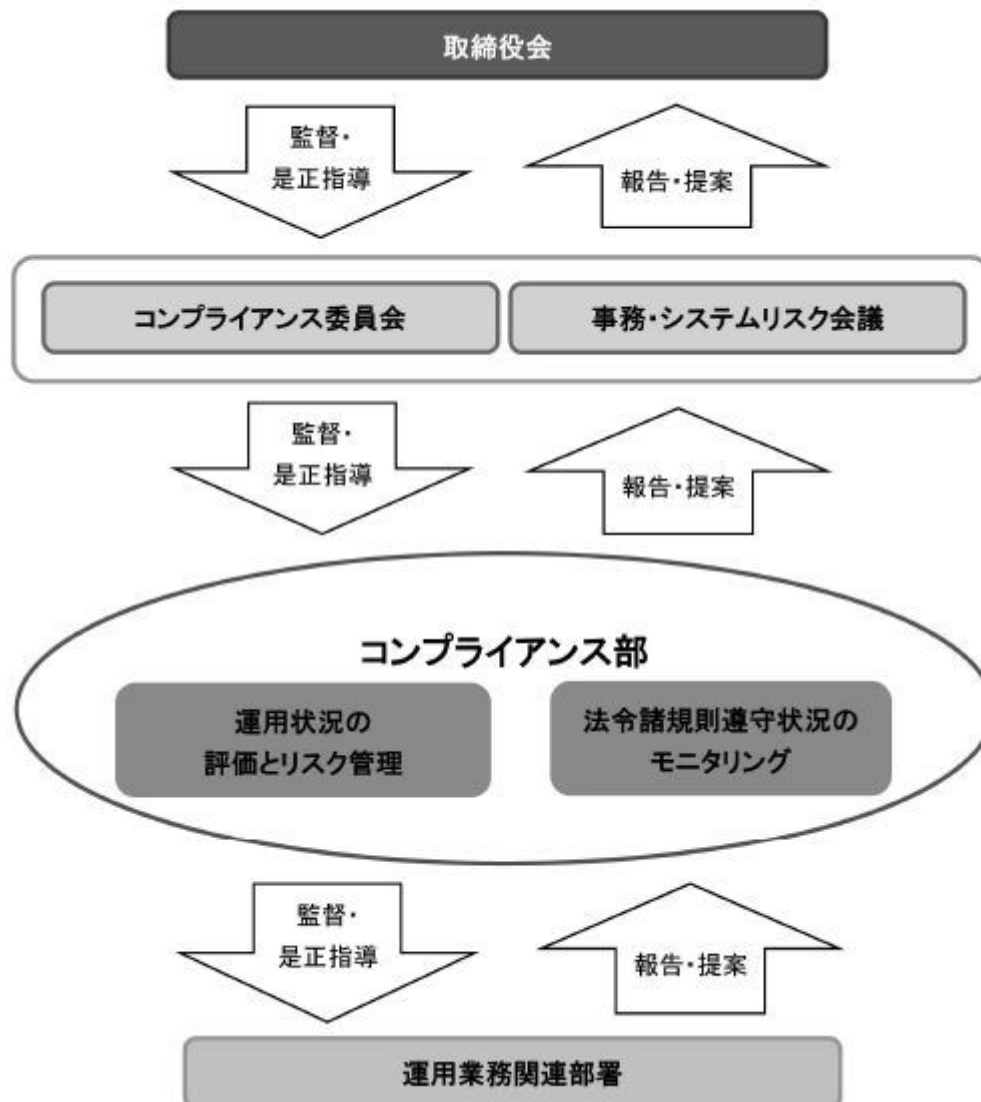 取締役会
監督・
是正指導
報告・提案
コンプライアンス委員会
事務・システムリスク会議
監督・
是正指導
報告・提案
コンプライアンス部
運用状況の
評価とリスク管理
法令諸規則遵守状況の
モニタリング
監督・
是正指導
報告・提案
運用業務関連部署